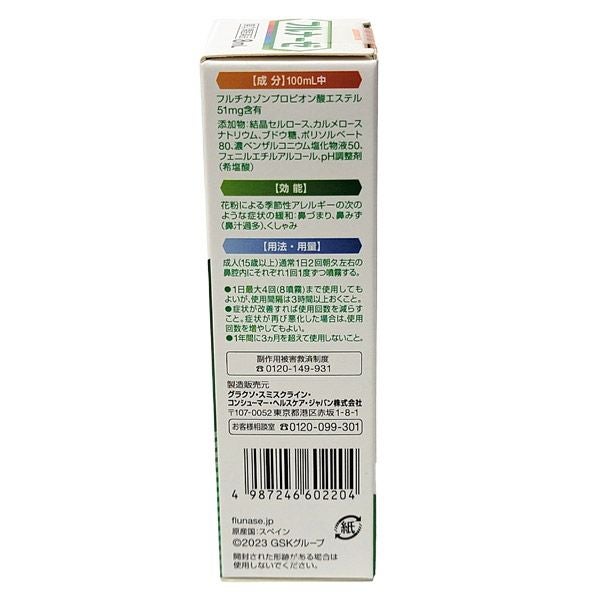 【成 分】100mL中
フルチカゾンプロピオン酸エステル
51mg含有
添加物:結晶セルロース、カルメロース
ナトリウム、ブドウ糖、ポリソルベート
80、濃ベンザルコニウム塩化物液50、
フェニルエチルアルコール、pH調整剤
(希塩酸)
【効 能】
花粉による季節性アレルギーの次の
ような症状の緩和:鼻づまり、鼻みず
(鼻汁過多)、くしゃみ
【用法・用量】
成人(15歳以上)通常1日2回朝夕左右の
鼻腔内にそれぞれ1回1度ずつ噴霧する。
●1日最大4回(8噴霧)まで使用しても
よいが、使用間隔は3時間以上おくこと。
●症状が改善すれば使用回数を減らす
こと。症状が再び悪化した場合は、使用
回数を増やしてもよい。
●1年間に3ヵ月を超えて使用しないこと。
副作用被害救済制度
☎0120-149-931
製造販売元
グラクソ・スミスクライン・
コンシューマー・ヘルスケア・ジャパン株式会社
〒107-0052 東京都港区赤坂1-8-1
お客様相談室 ☎0120-099-301
4 987246 602204
flunase.jp
原産国:スペイン
©2023 GSKグループ
開封された形跡がある場合は
使用しないでください。
紙